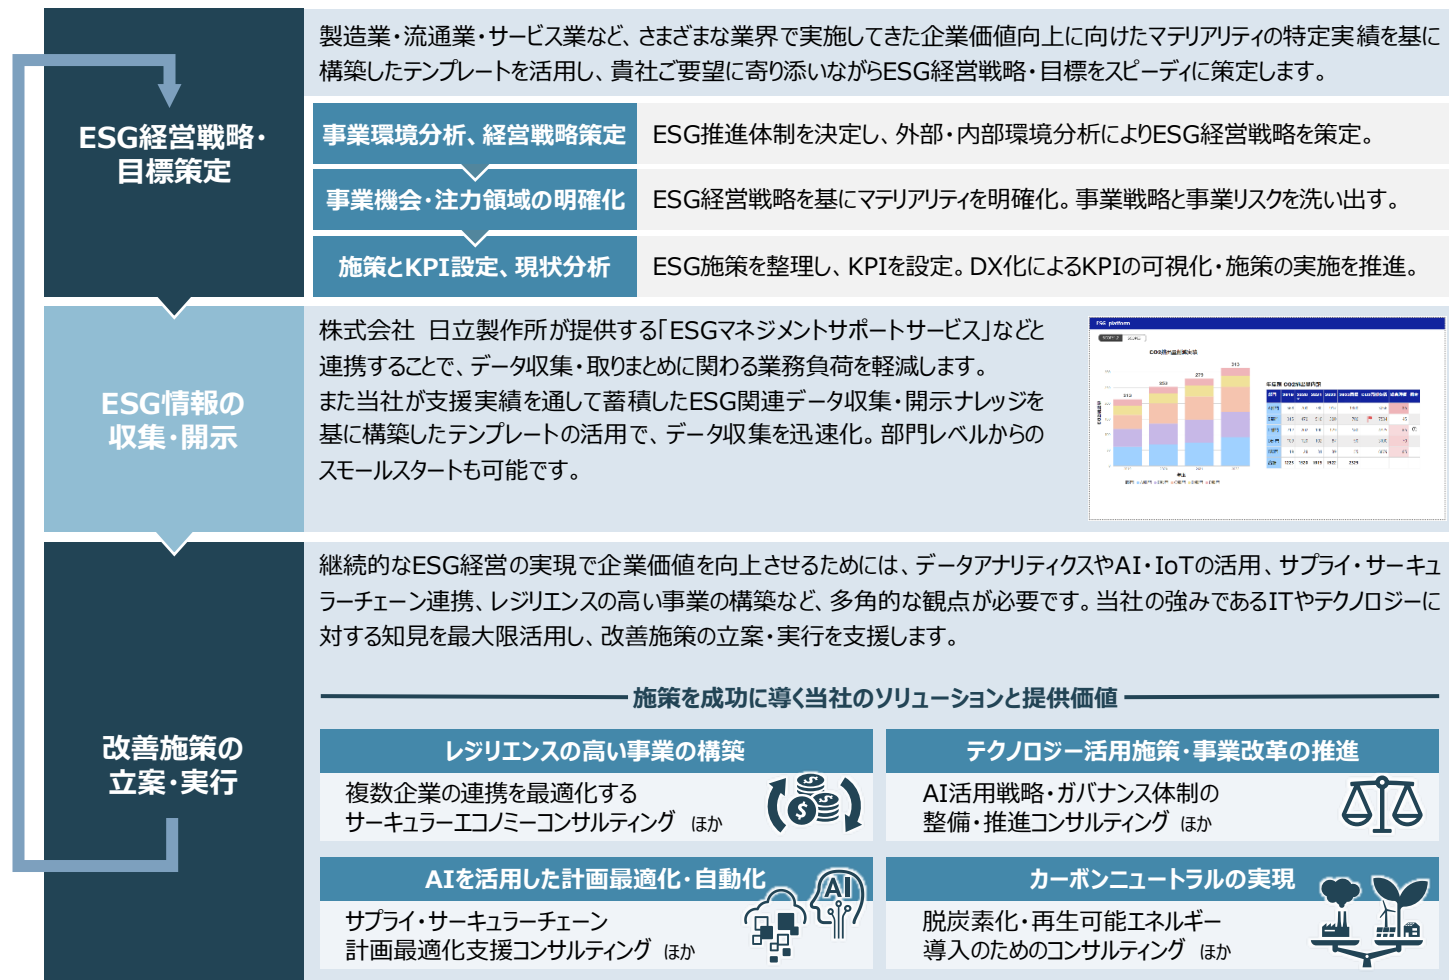 製造業・流通業・サービス業など、さまざまな業界で実施してきた企業価値向上に向けたマテリアリティの特定実績を基に
構築したテンプレートを活用し、貴社ご要望に寄り添いながらESG経営戦略・目標をスピーディに策定します。
ESG経営戦略・
目標策定
事業環境分析、経営戦略策定
ESG推進体制を決定し、外部・内部環境分析によりESG経営戦略を策定。
事業機会・注力領域の明確化
ESG経営戦略を基にマテリアリティを明確化。事業戦略と事業リスクを洗い出す。
施策とKPI設定、現状分析
ESG施策を整理し、KPIを設定。DX化によるKPIの可視化・施策の実施を推進。
ESG情報の
収集・開示
株式会社 日立製作所が提供する「ESGマネジメントサポートサービス」などと
連携することで、データ収集・取りまとめに関わる業務負荷を軽減します。
また当社が支援実績を通して蓄積したESG関連データ収集・開示ナレッジを
基に構築したテンプレートの活用で、データ収集を迅速化。部門レベルからの
スモールスタートも可能です。
ESG platform
改善施策の
立案・実行
継続的なESG経営の実現で企業価値を向上させるためには、データアナリティクスやAI・IoTの活用、サプライ・サーキュ
ラーチェーン連携、レジリエンスの高い事業の構築など、多角的な観点が必要です。当社の強みであるITやテクノロジーに
対する知見を最大限活用し、改善施策の立案・実行を支援します。
施策を成功に導く当社のソリューションと提供価値
レジリエンスの高い事業の構築
複数企業の連携を最適化する
サーキュラーエコノミーコンサルティング ほか
テクノロジー活用施策・事業改革の推進
AI活用戦略・ガバナンス体制の
整備・推進コンサルティング ほか
AIを活用した計画最適化・自動化
AI
サプライ・サーキュラーチェーン
計画最適化支援コンサルティング ほか
カーボンニュートラルの実現
脱炭素化・再生可能エネルギー
導入のためのコンサルティング ほか